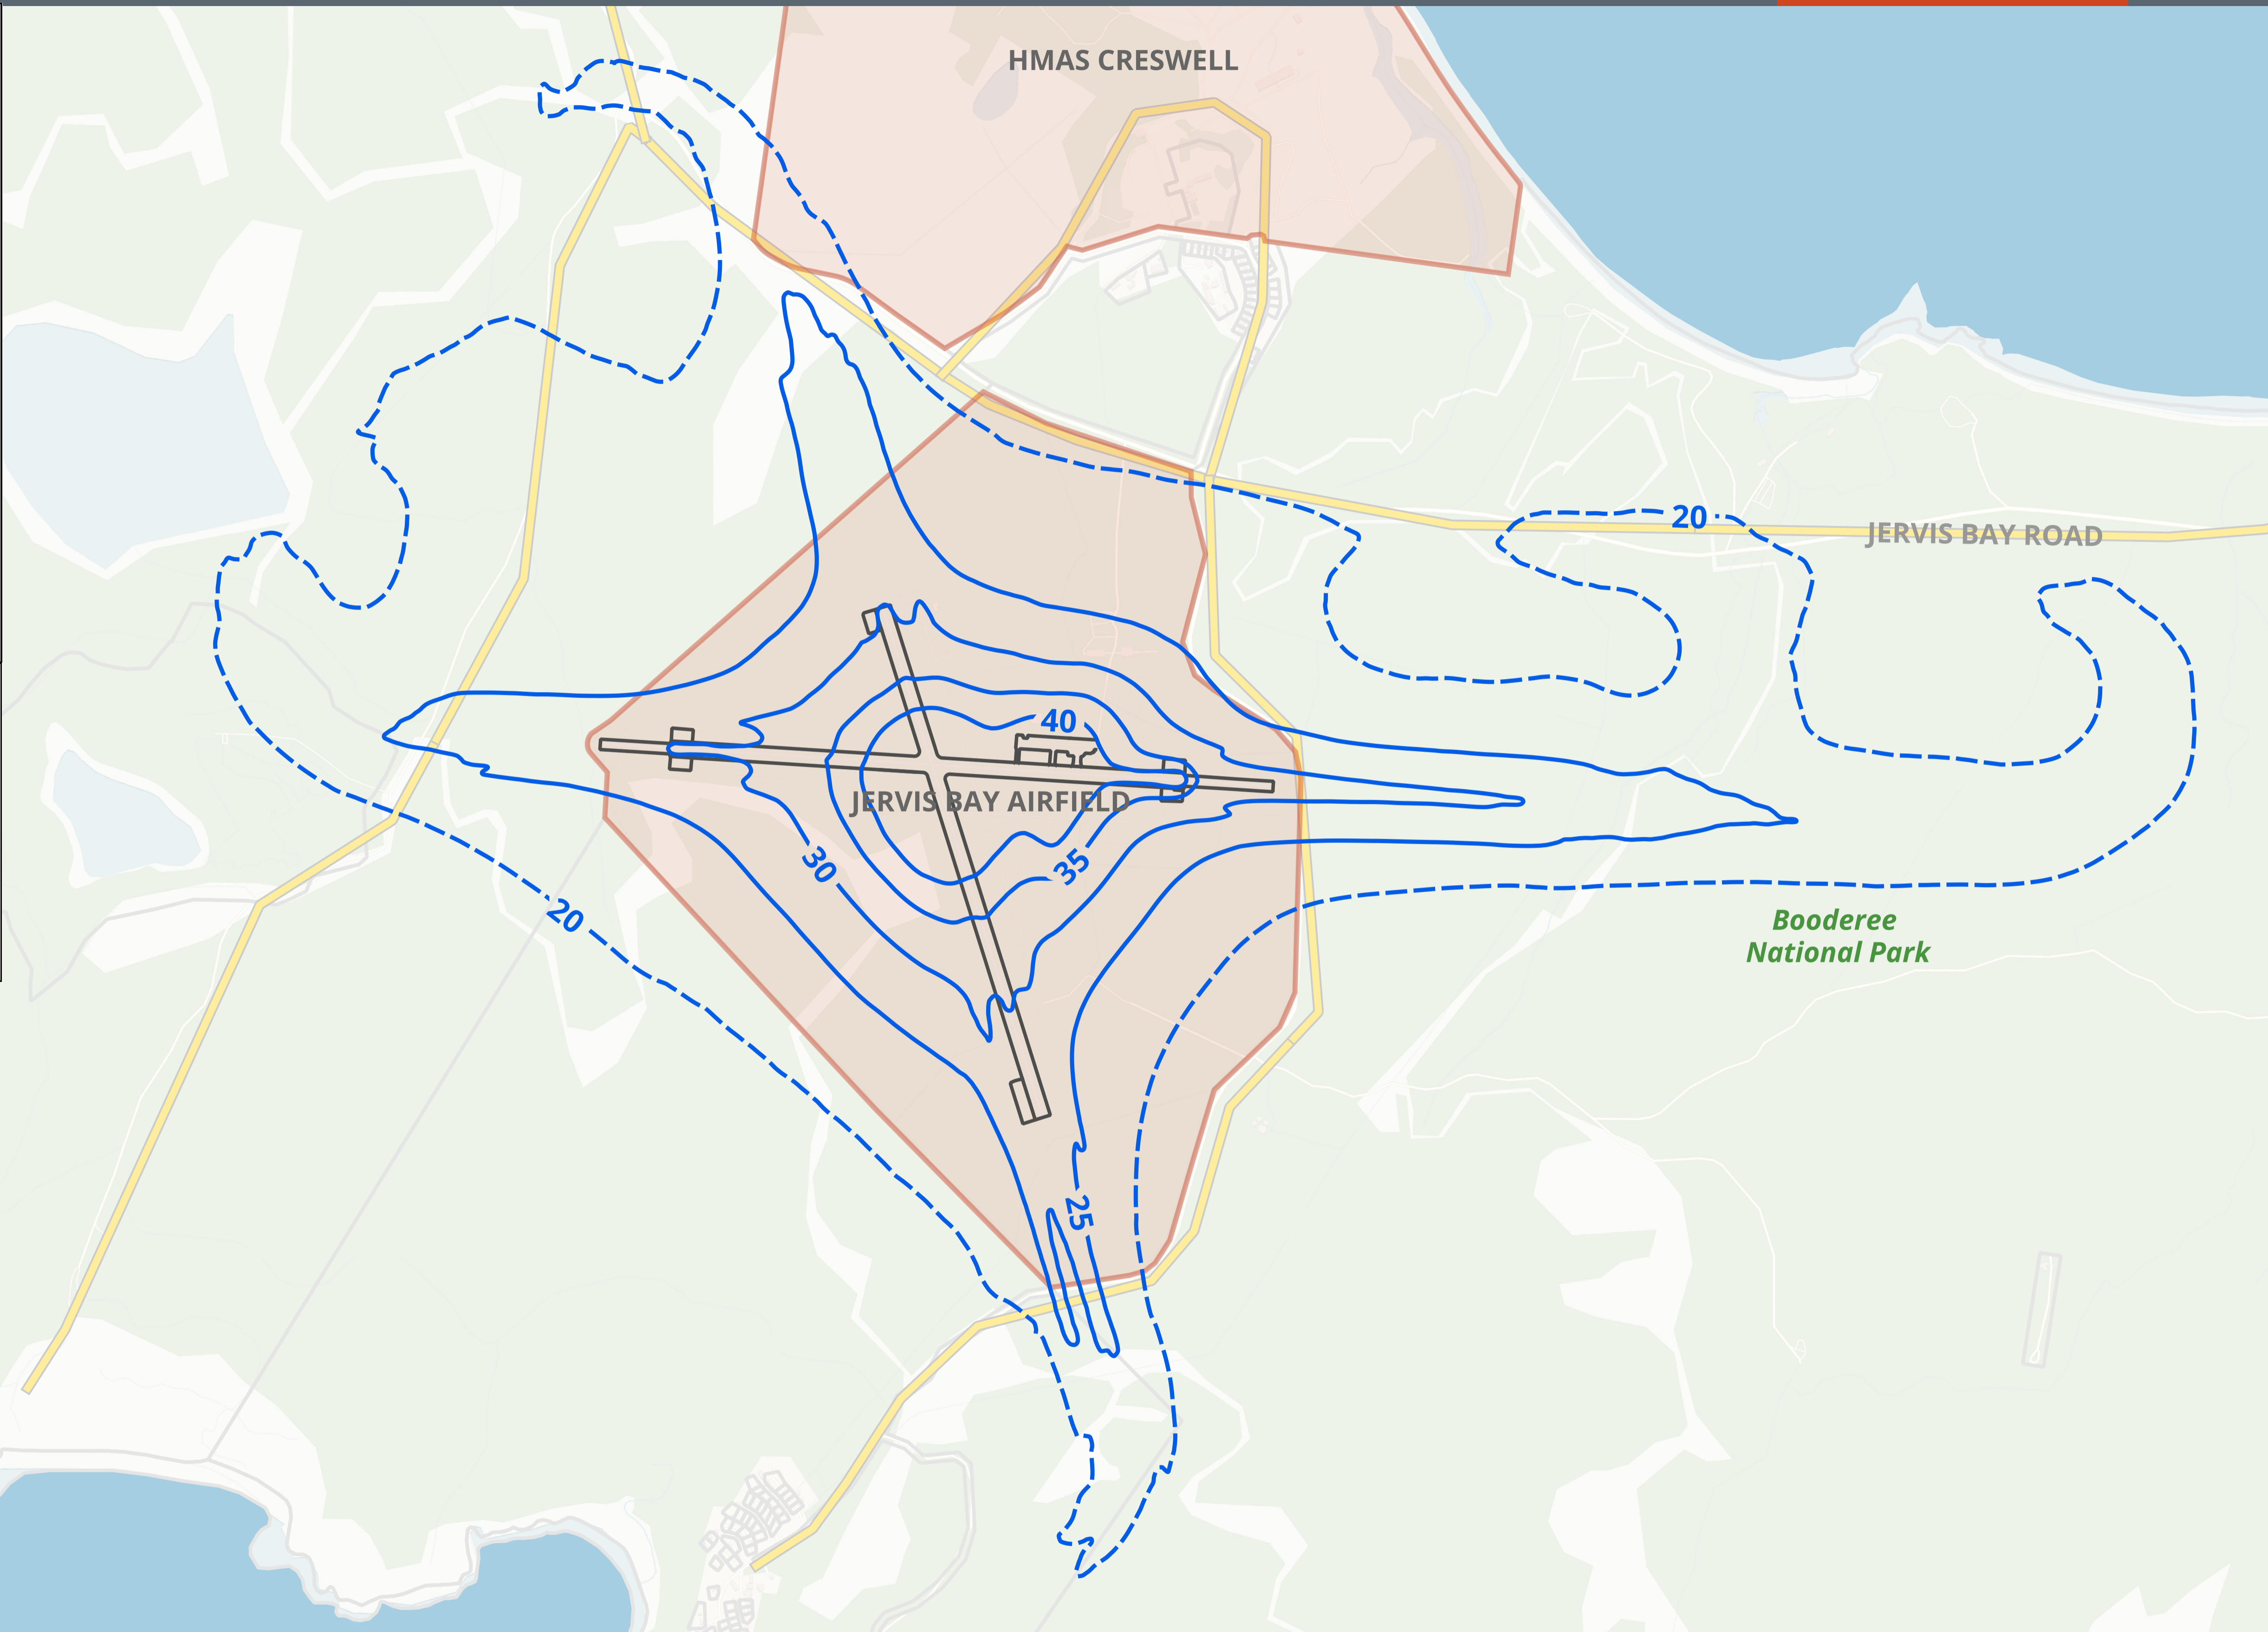 HMAS CRESWELL
20
JERVIS BAY ROAD
40
JERVIS BAY AIRFIELD
30
35
20
Booderee
National Park
25